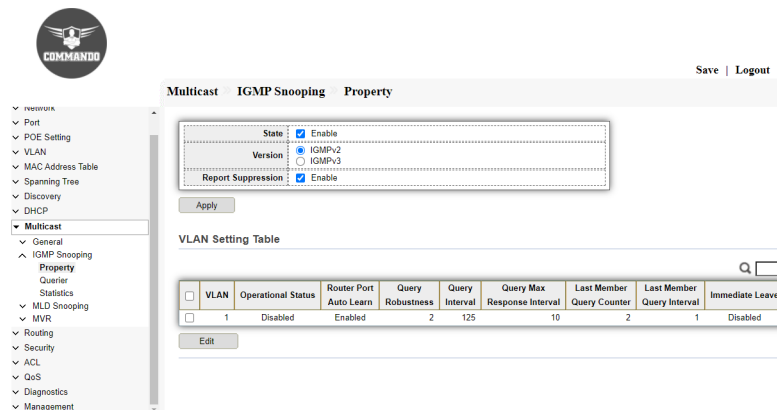 COMMANDO
Save | Logout
Multicast IGMP Snooping Property
Network
Port
POE Setting
VLAN
MAC Address Table
Spanning Tree
Discovery
DHCP
Multicast
General
IGMP Snooping
Property
Querier
Statistics
MLD Snooping
MVR
Routing
Security
ACL
QoS
Diagnostics
Management
State Enable
Version IGMPv2
IGMPv3
Report Suppression Enable
Apply
VLAN Setting Table
VLAN Operational Status Router Port Auto Learn Query Robustness Query Interval Query Max Response Interval Last Member Query Counter Last Member Query Interval Immediate Leave
1 Disabled Enabled 2 125 10 2 1 Disabled
Edit